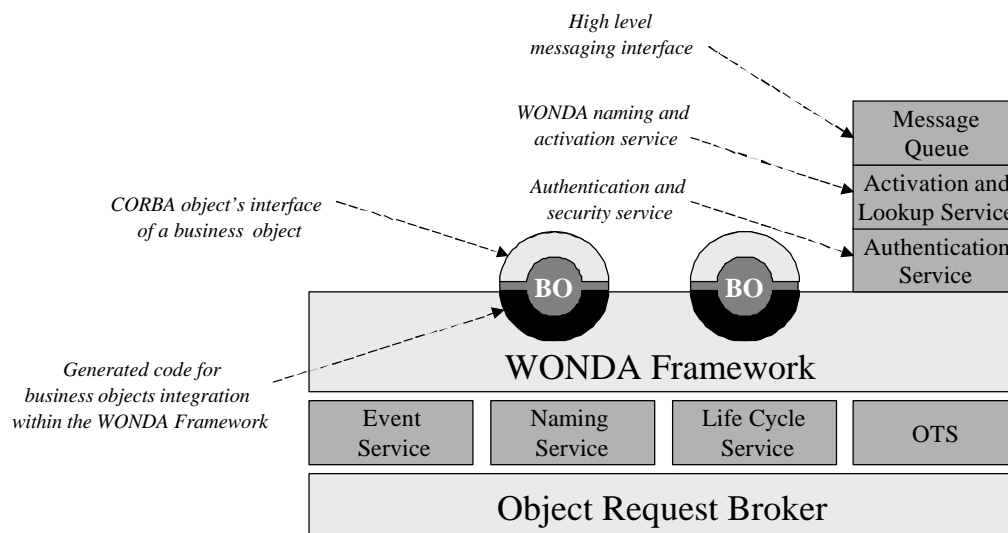 High level
messaging interface
WONDA naming and
activation service
Authentication and
security service
CORBA object's interface
of a business object
Generated code for
business objects integration
within the WONDA Framework
Message
Queue
Activation and
Lookup Service
Authentication
Service
BO
BO
WONDA Framework
Event
Service
Naming
Service
Life Cycle
Service
OTS
Object Request Broker